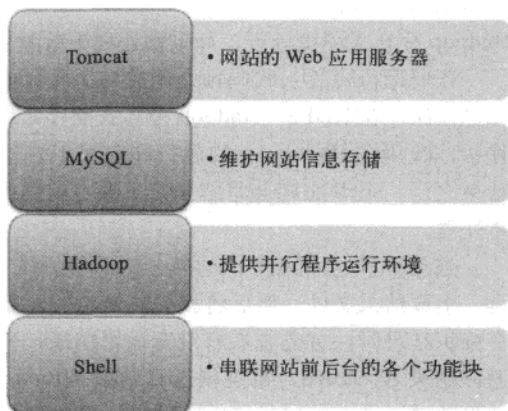 Tomcat
• 网站的 Web 应用服务器
MySQL
• 维护网站信息存储
Hadoop
• 提供并行程序运行环境
Shell
• 串联网站前后台的各个功能块